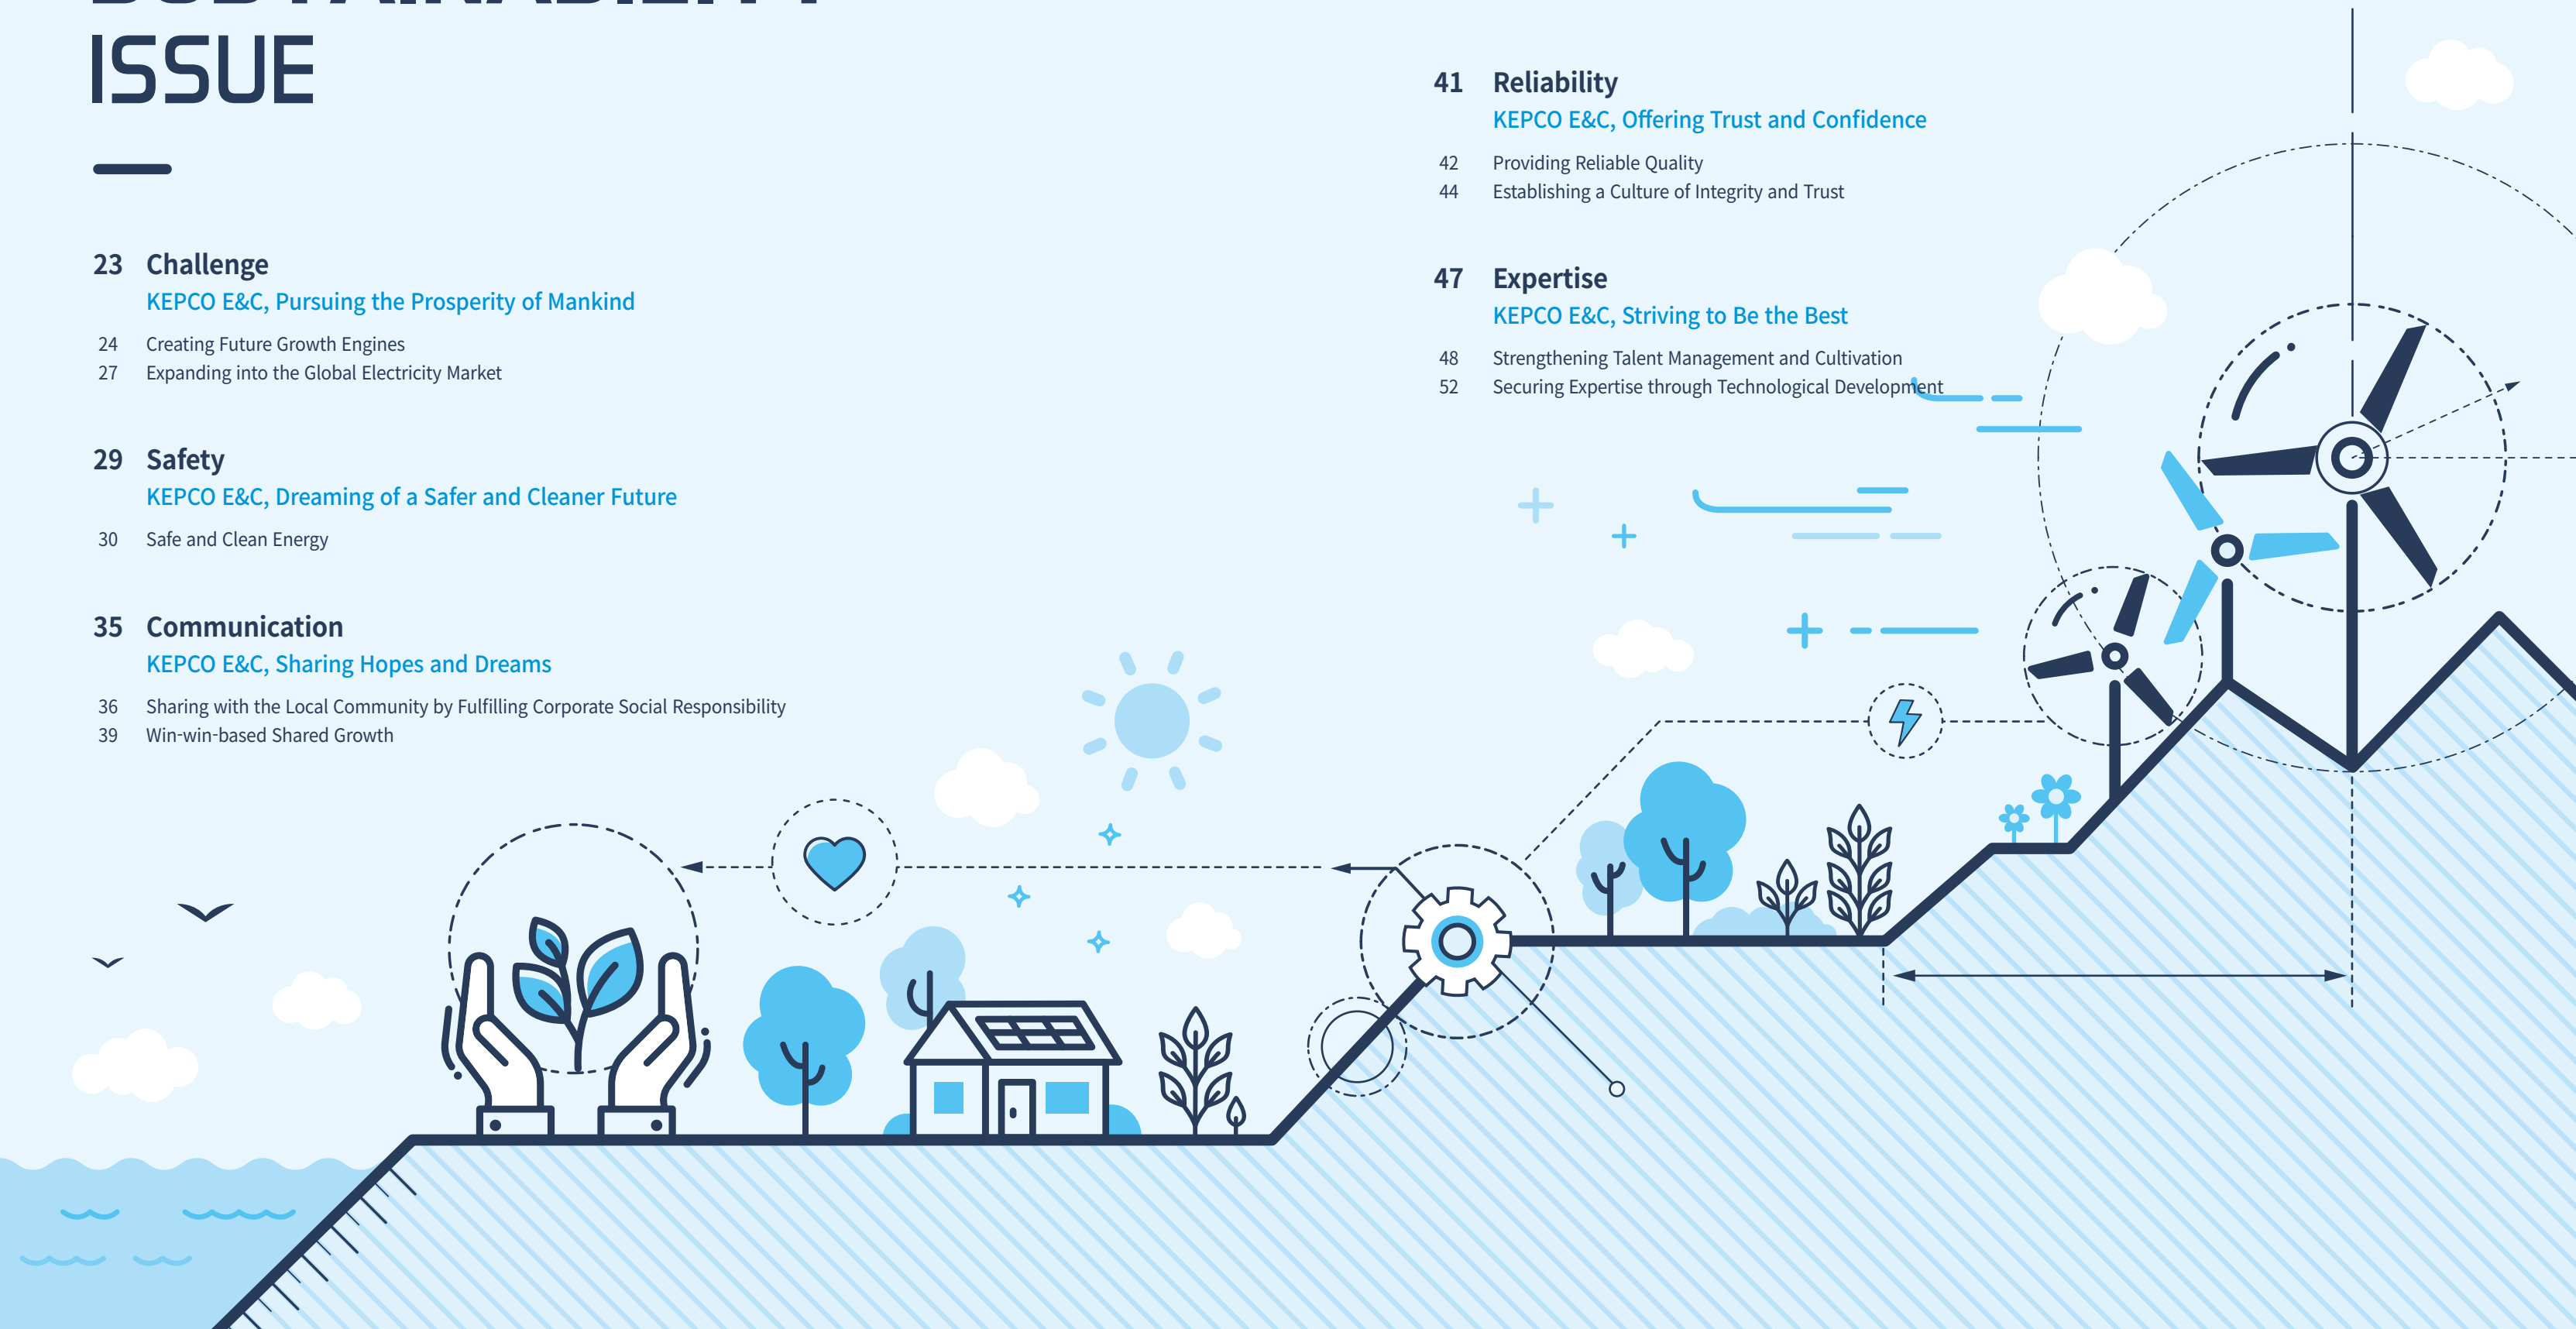 ISSUE
23 Challenge
KEPCO E&C, Pursuing the Prosperity of Mankind
24 Creating Future Growth Engines
27 Expanding into the Global Electricity Market
29 Safety
KEPCO E&C, Dreaming of a Safer and Cleaner Future
30 Safe and Clean Energy
35 Communication
KEPCO E&C, Sharing Hopes and Dreams
36 Sharing with the Local Community by Fulfilling Corporate Social Responsibility
39 Win-win-based Shared Growth
41 Reliability
KEPCO E&C, Offering Trust and Confidence
42 Providing Reliable Quality
44 Establishing a Culture of Integrity and Trust
47 Expertise
KEPCO E&C, Striving to Be the Best
48 Strengthening Talent Management and Cultivation
52 Securing Expertise through Technological Development